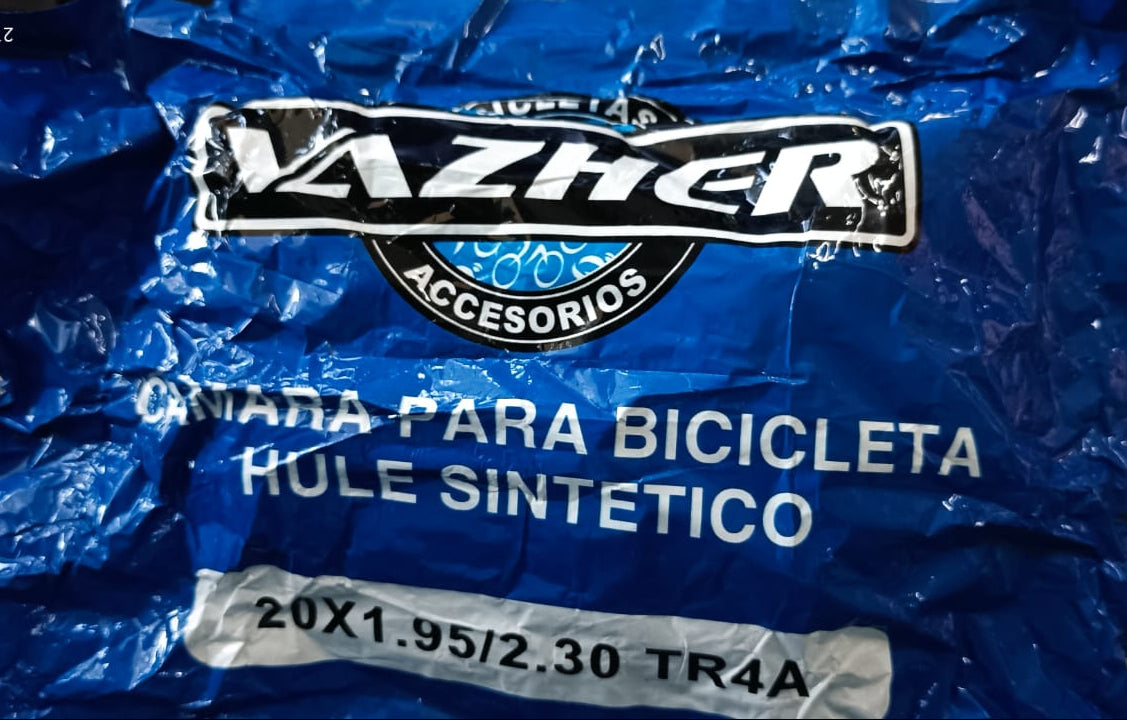 BICICLETAS
VAZHER
ACCESORIOS
CAMARA PARA BICICLETA
HULE SINTETICO
20X1.95/2.30 TR4A